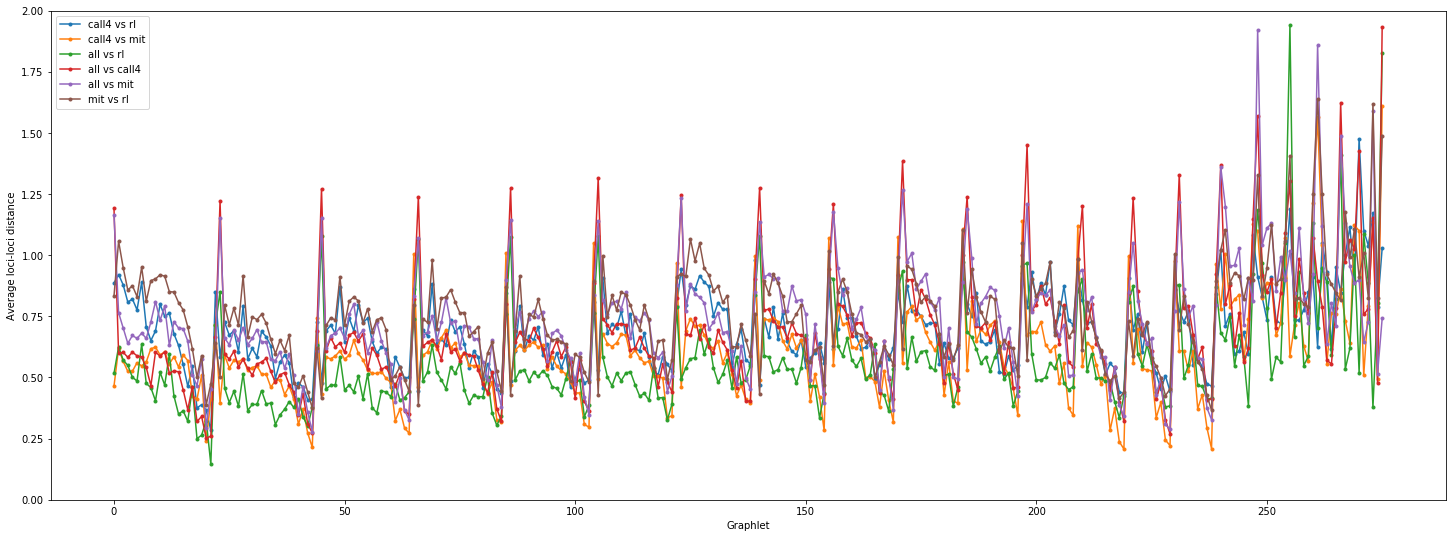 2.00
1.75
1.50
1.25
1.00
0.75
0.50
0.25
0.00
Average loci-loci distance
call4 vs rl
call4 vs mit
all vs rl
all vs call4
all vs mit
mit vs rl
0 50 100 150 200 250
Graphlet